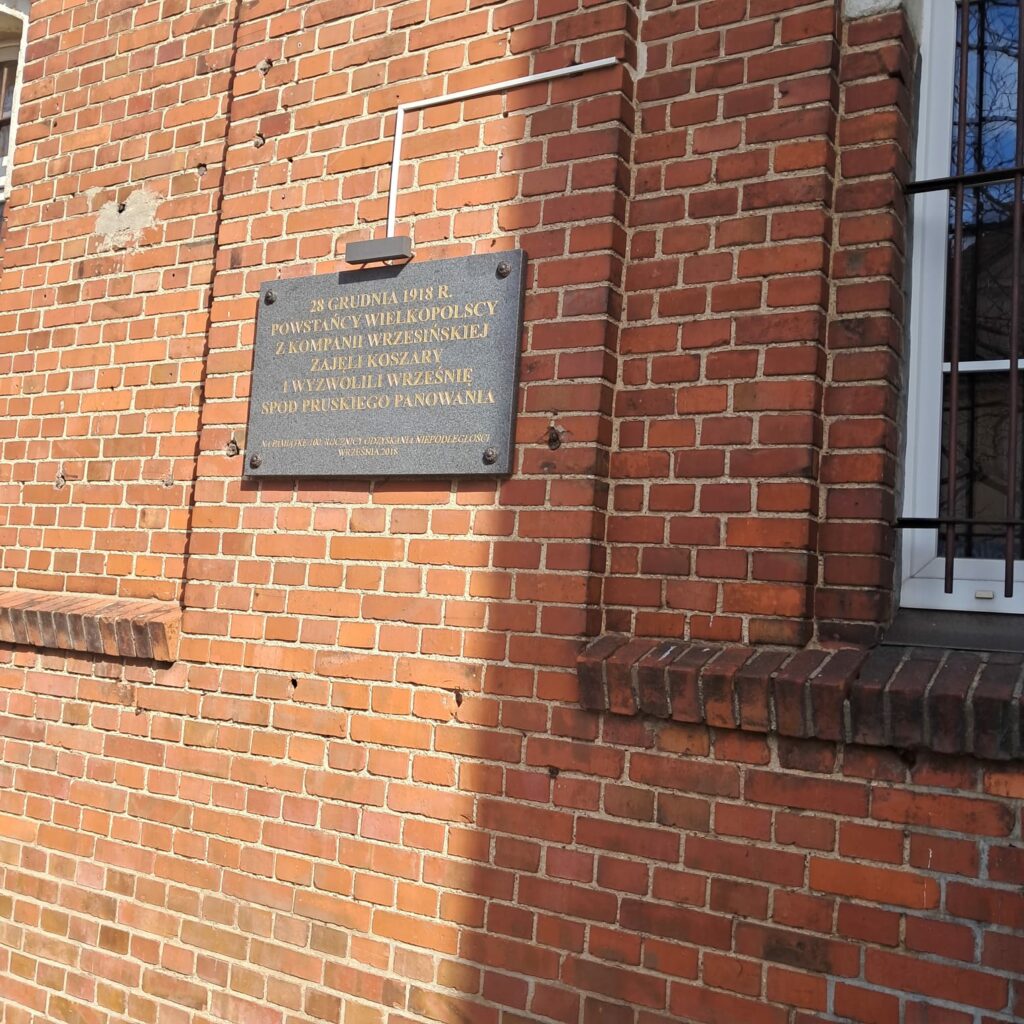 28 GRUDNIA 1918 R.
POWSTAŃCY WIELKOPOLSCY
Z KOMPANII WRZESIŃSKIEJ
ZAJĘLI KOSZARY
I WYZWOLILI WRZEŚNIĘ
SPOD PRUSKIEGO PANOWANIA
NA PAMIĄTKĘ 100. ROCZNICY ODZYSKANIA NIEPODLEGŁOŚCI
WRZEŚNIA 2018